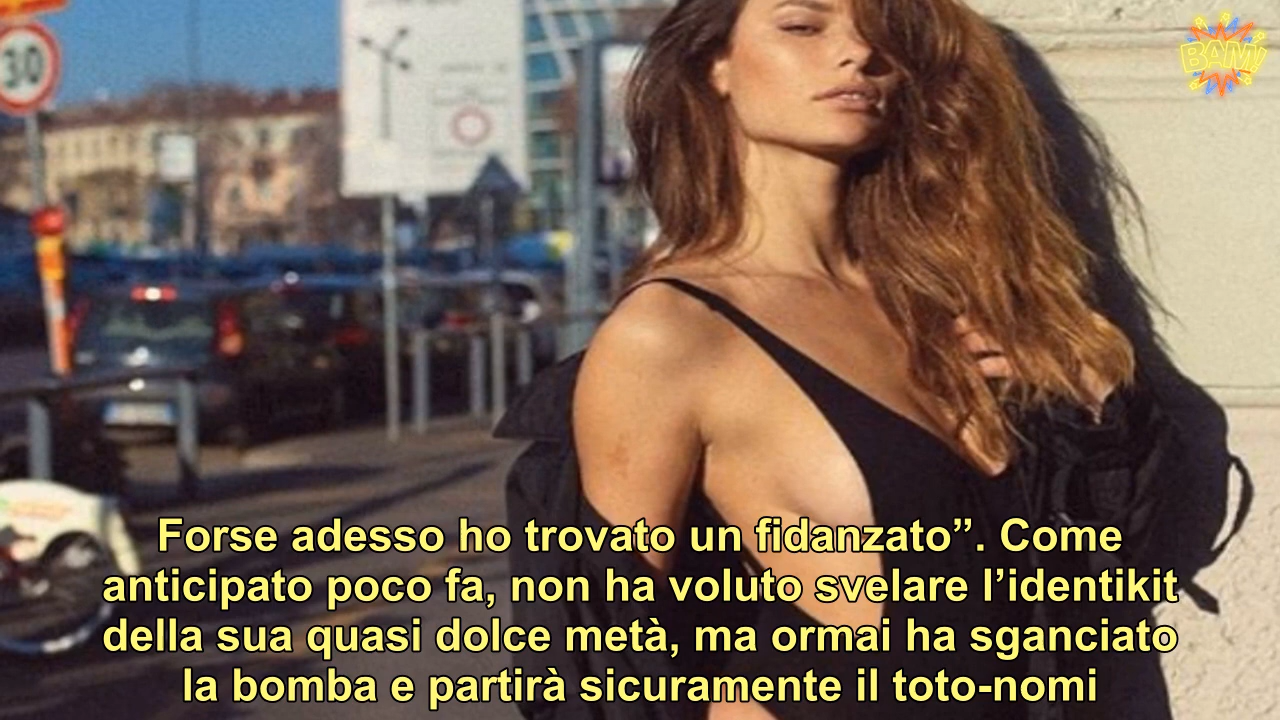 30
BAM!
Forse adesso ho trovato un fidanzato”. Come
anticipato poco fa, non ha voluto svelare l’identikit
della sua quasi dolce metà, ma ormai ha sganciato
la bomba e partirà sicuramente il toto-nomi